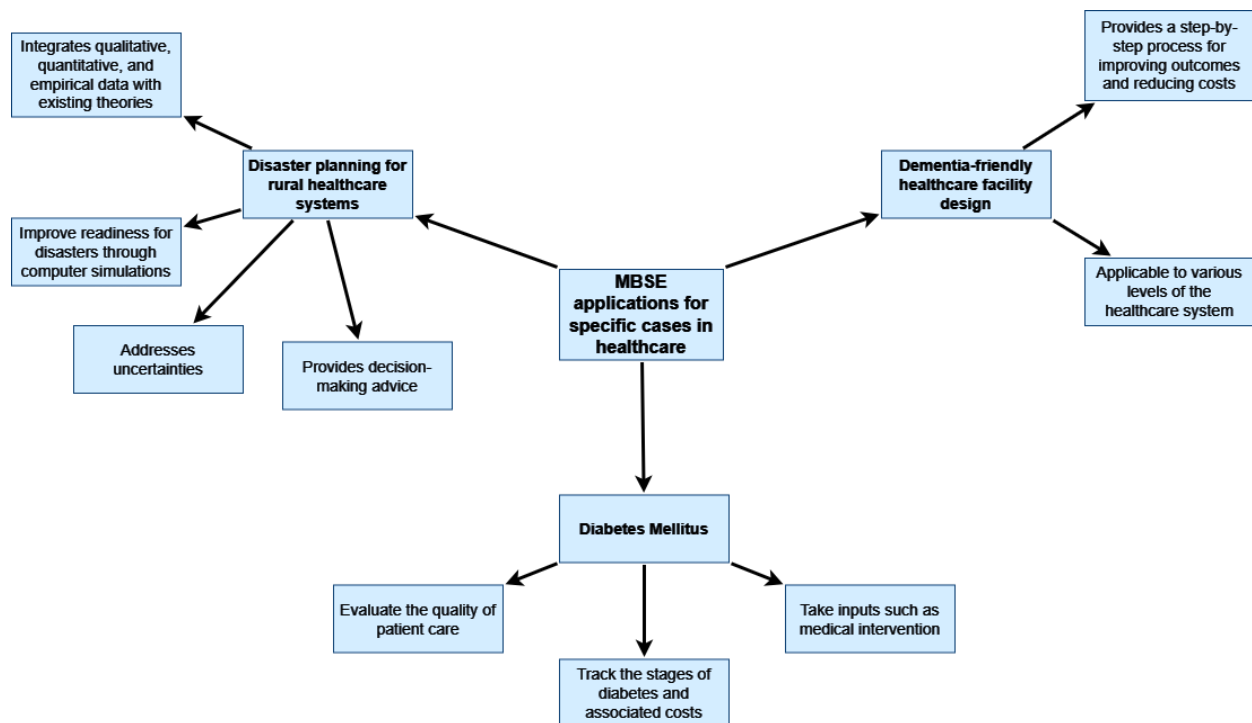 Integrates qualitative,
quantitative, and
empirical data with
existing theories
Provides a step-by-
step process for
improving outcomes
and reducing costs
Disaster planning for
rural healthcare
systems
Dementia-friendly
healthcare facility
design
Improve readiness for
disasters through
computer simulations
Applicable to various
levels of the
healthcare system
MBSE
applications for
specific cases in
healthcare
Addresses
uncertainties
Provides decision-
making advice
Diabetes Mellitus
Evaluate the quality of
patient care
Take inputs such as
medical intervention
Track the stages of
diabetes and
associated costs